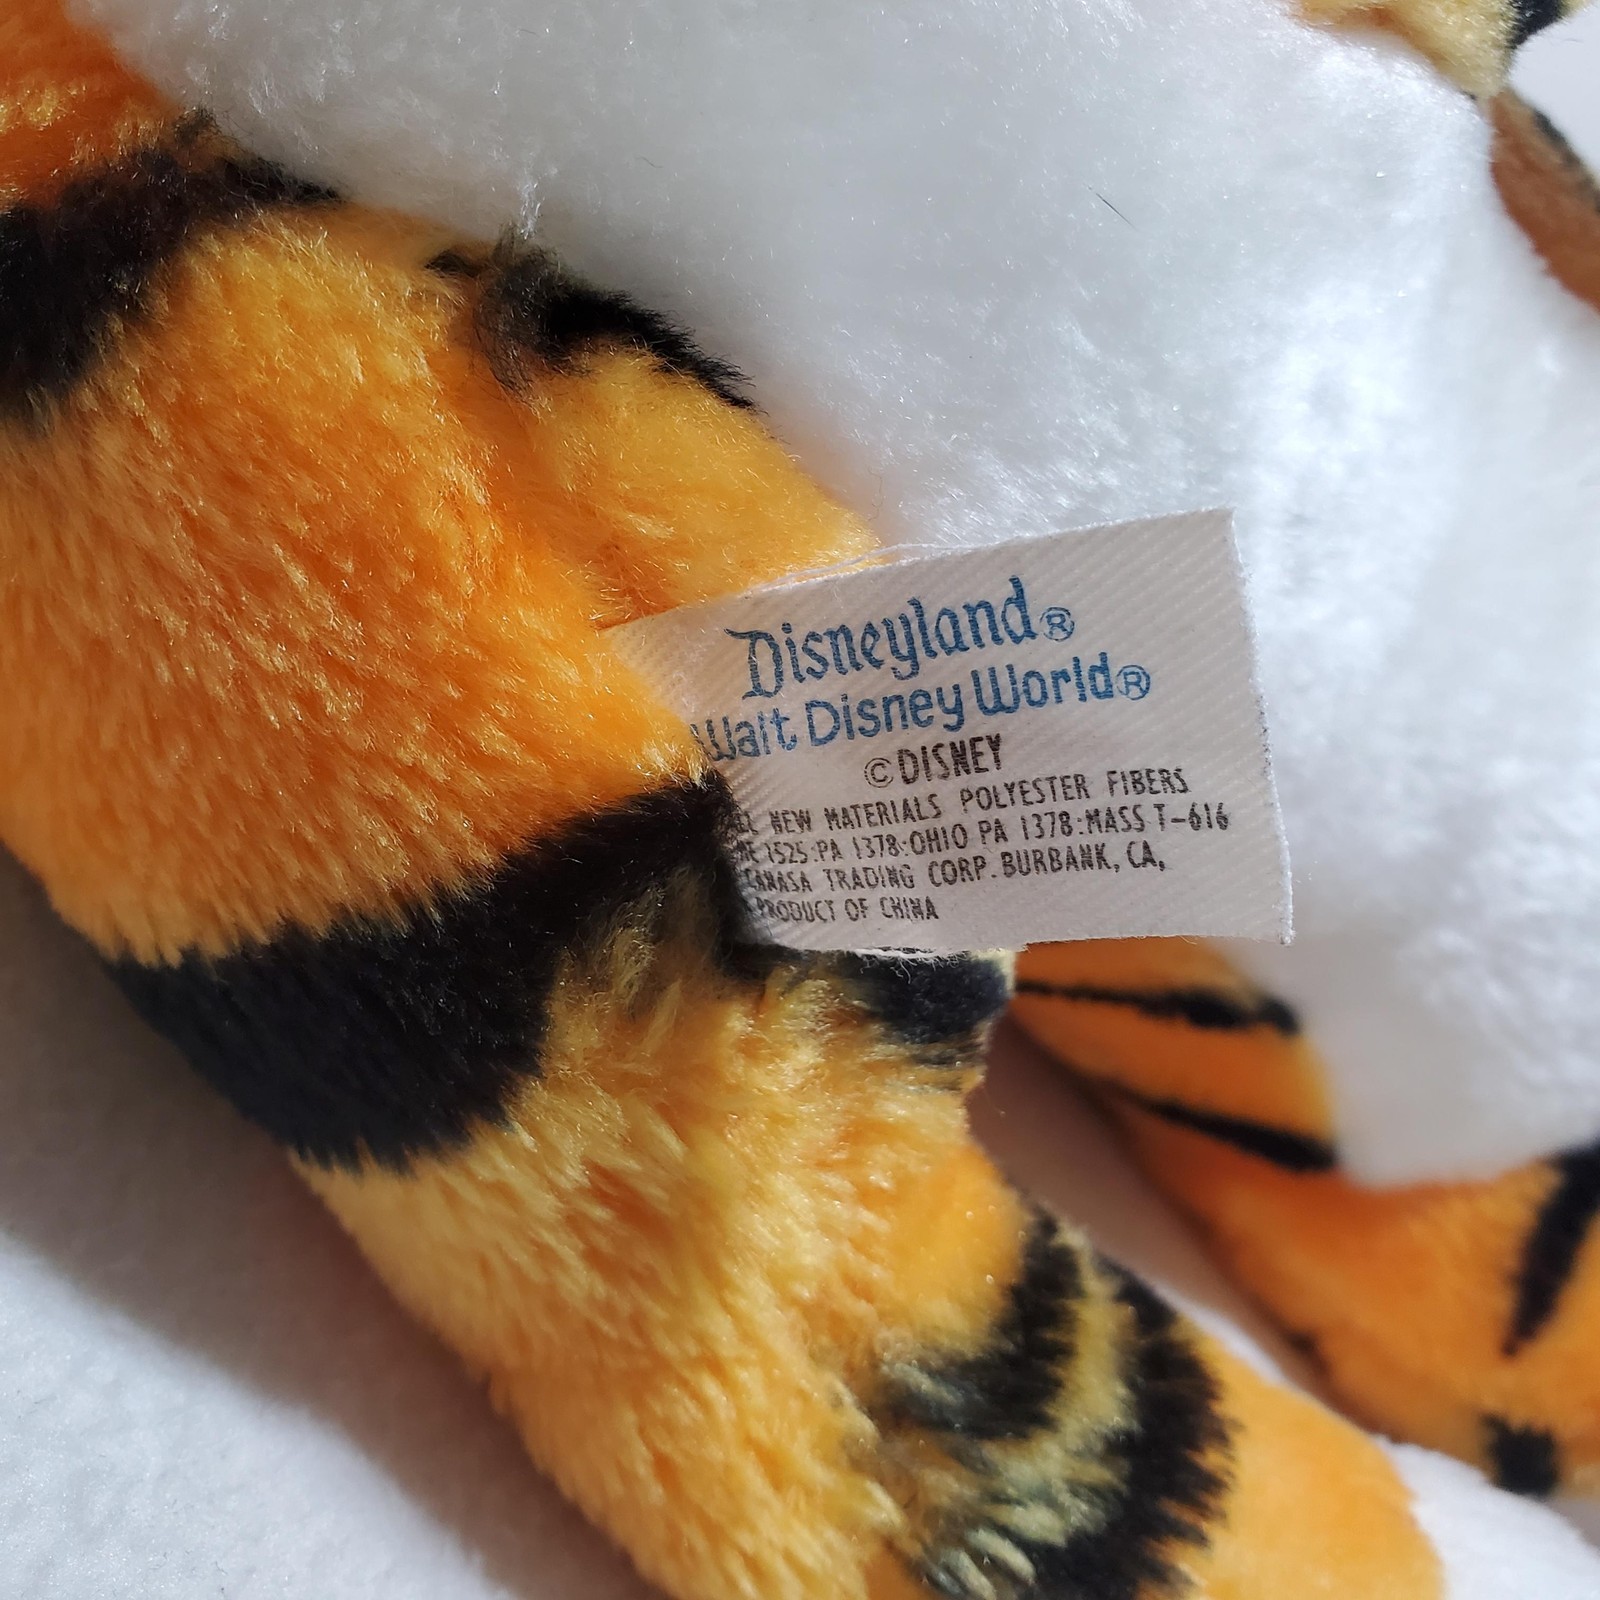 Disneyland®
Walt Disney World®
© DISNEY
NEW MATERIALS POLYESTER FIBERS
1525:PA 1378:OHIO PA 1378:MASS T-616
CANASA TRADING CORP. BURBANK, CA,
PRODUCT OF CHINA